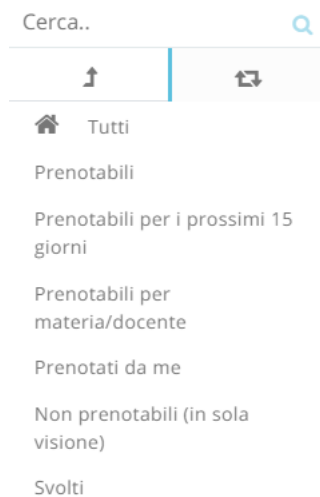 Cerca..
Tutti
Prenotabili
Prenotabili per i prossimi 15
giorni
Prenotabili per
materia/docente
Prenotati da me
Non prenotabili (in sola
visione)
Svolti